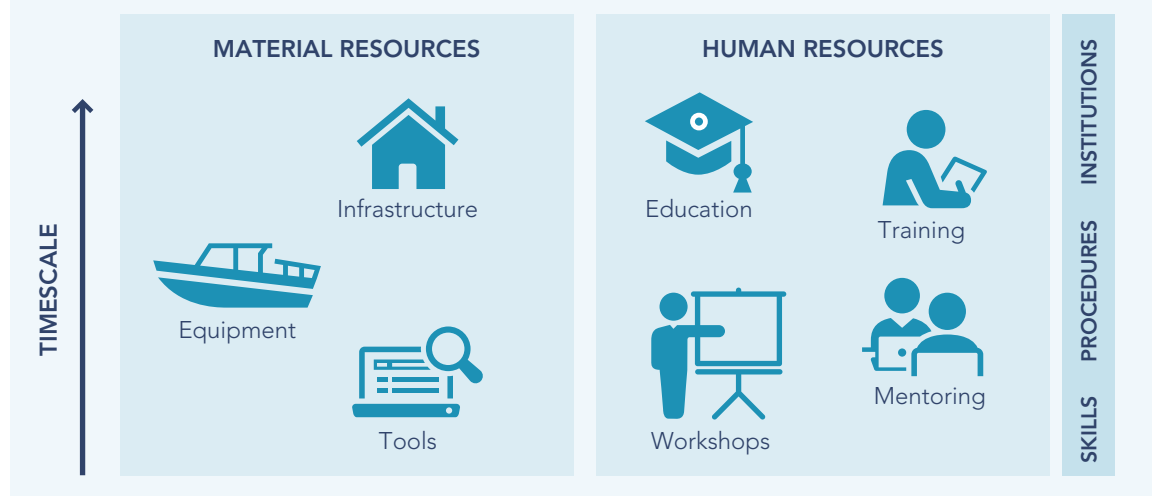 MATERIAL RESOURCES
HUMAN RESOURCES
TIMESCALE
Infrastructure
Equipment
Tools
Education
Training
Workshops
Mentoring
INSTITUTIONS
PROCEDURES
SKILLS